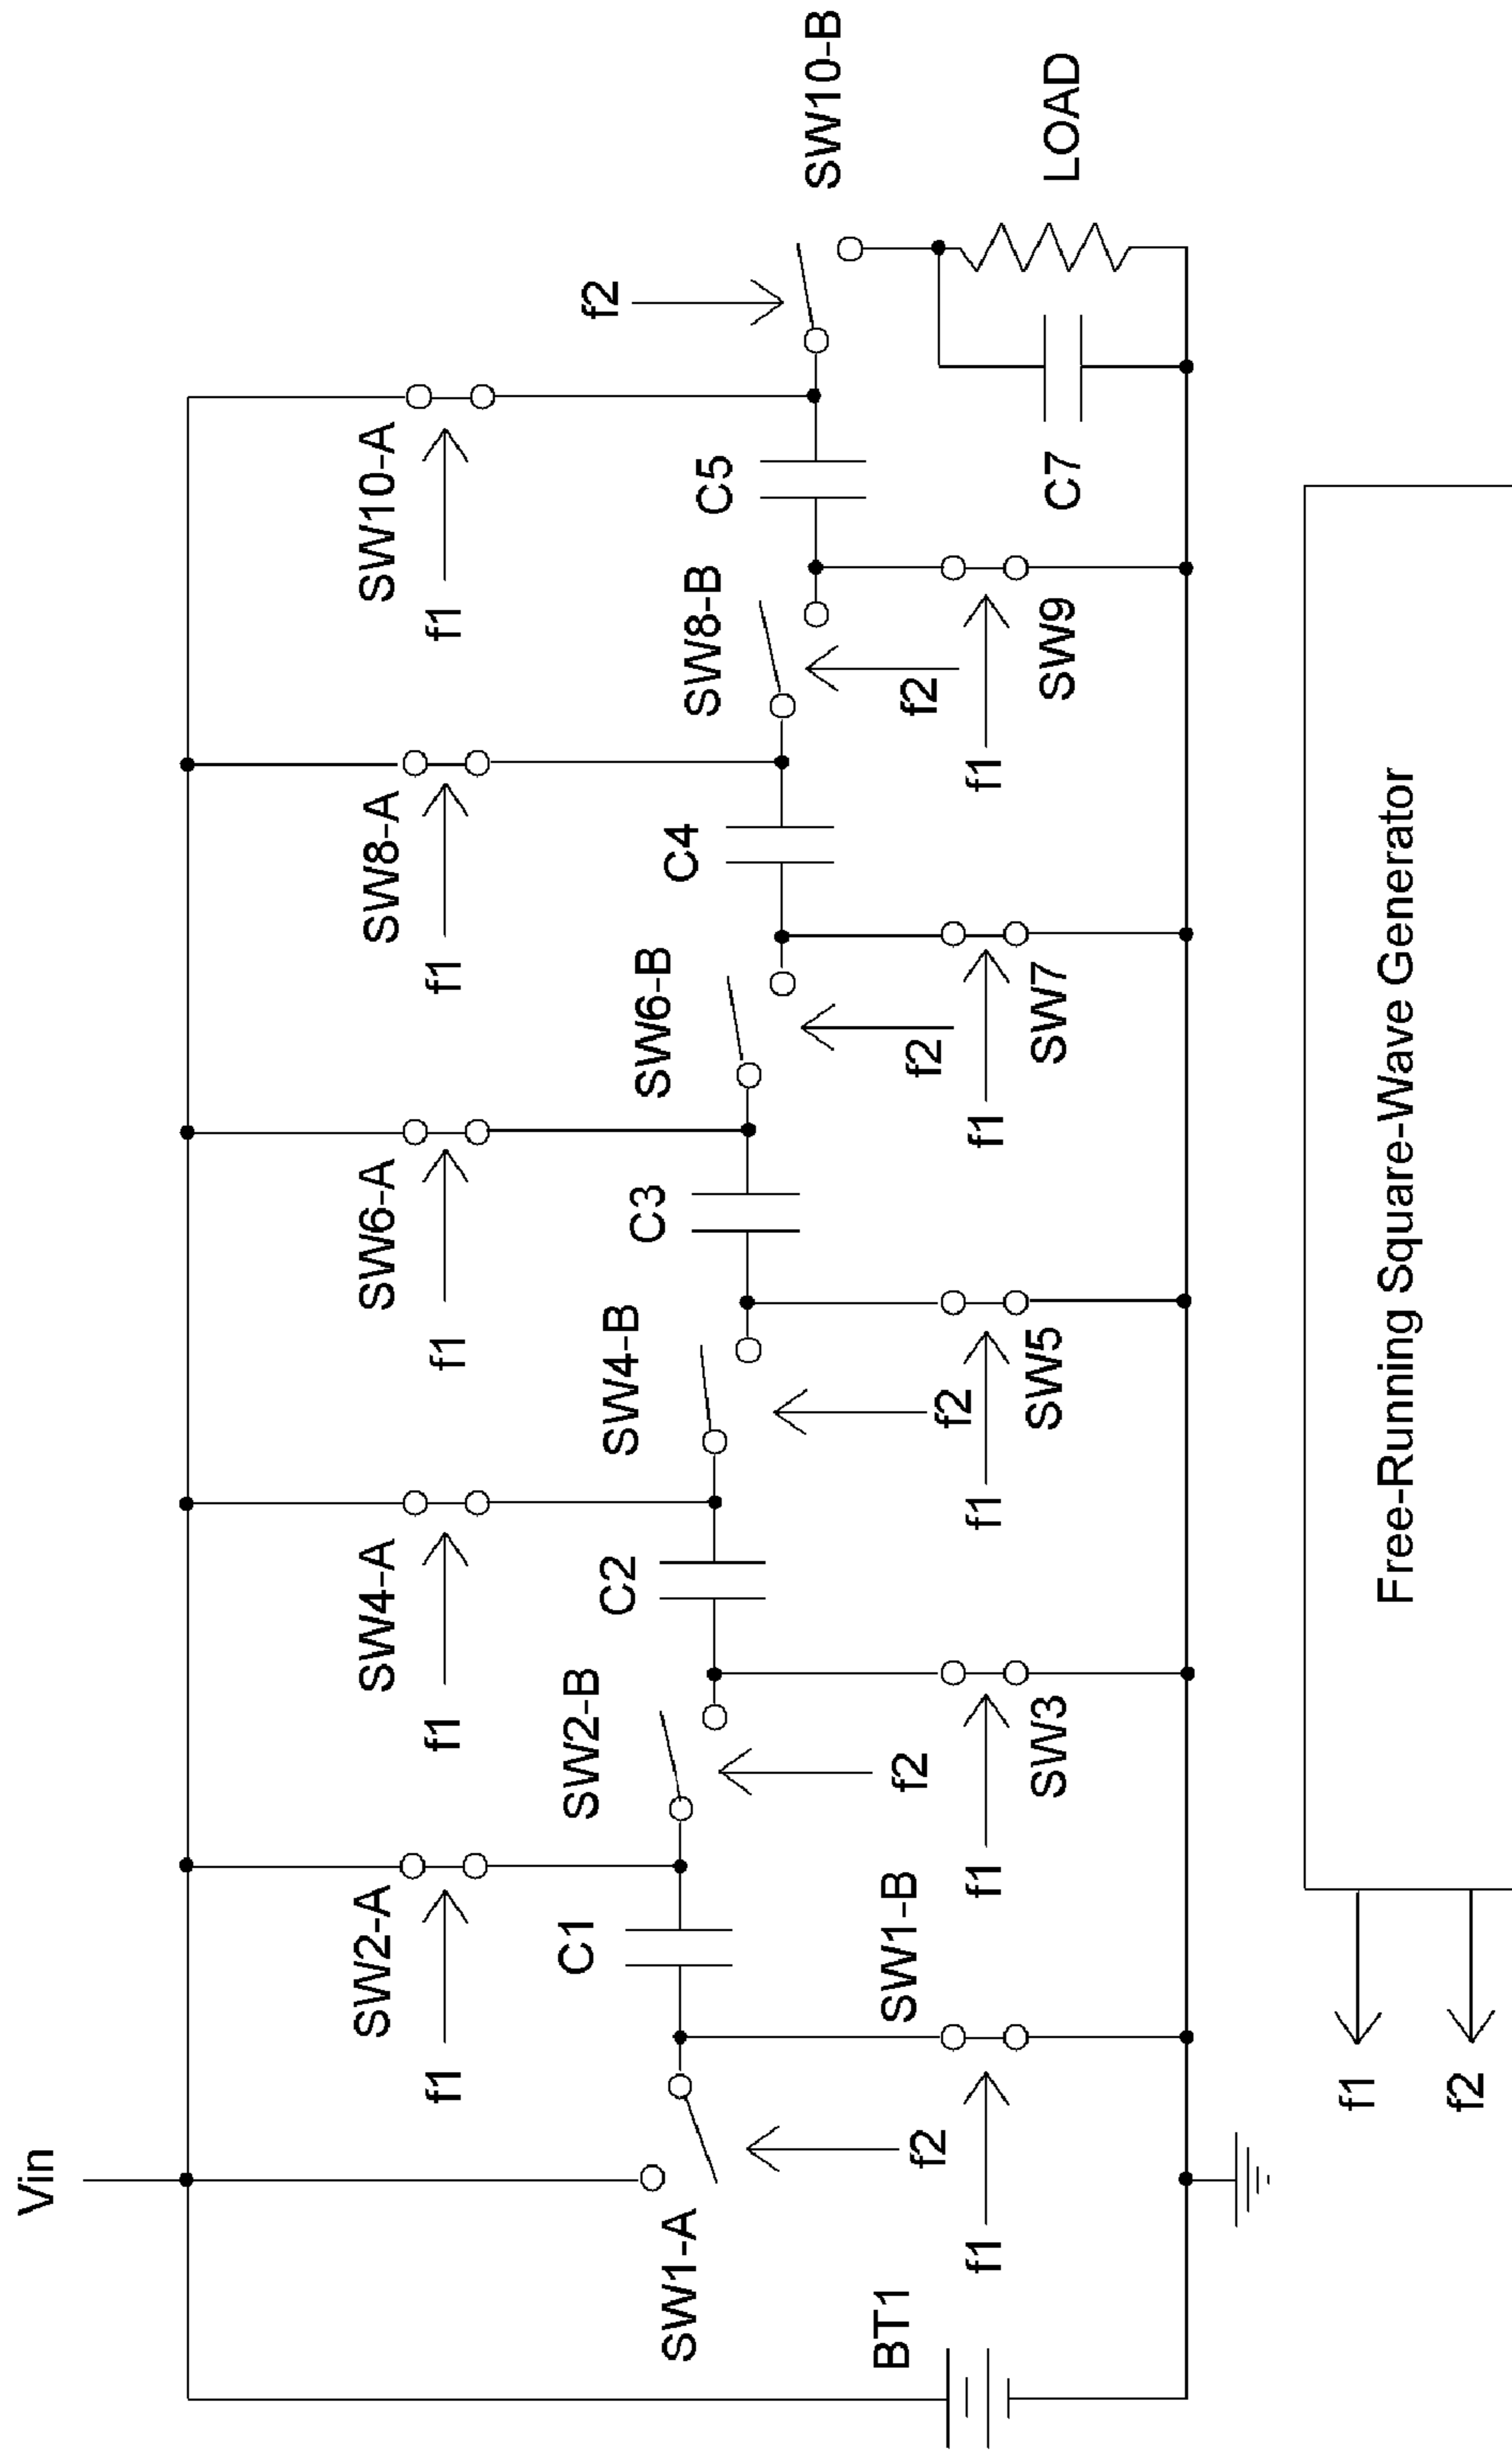 Vin
SW2-A
f1
SW4-A
f1
SW6-A
f1
SW8-A
f1
SW10-A
f1
f2
SW10-B
SW1-A
f2
C1
SW2-B
f2
C2
SW4-B
f2
C3
SW6-B
f2
C4
SW8-B
f2
C5
BT1
SW1-B
f1
SW3
f1
SW5
f1
SW7
f1
SW9
f1
C7
LOAD
f1
f2
Free-Running Square-Wave Generator